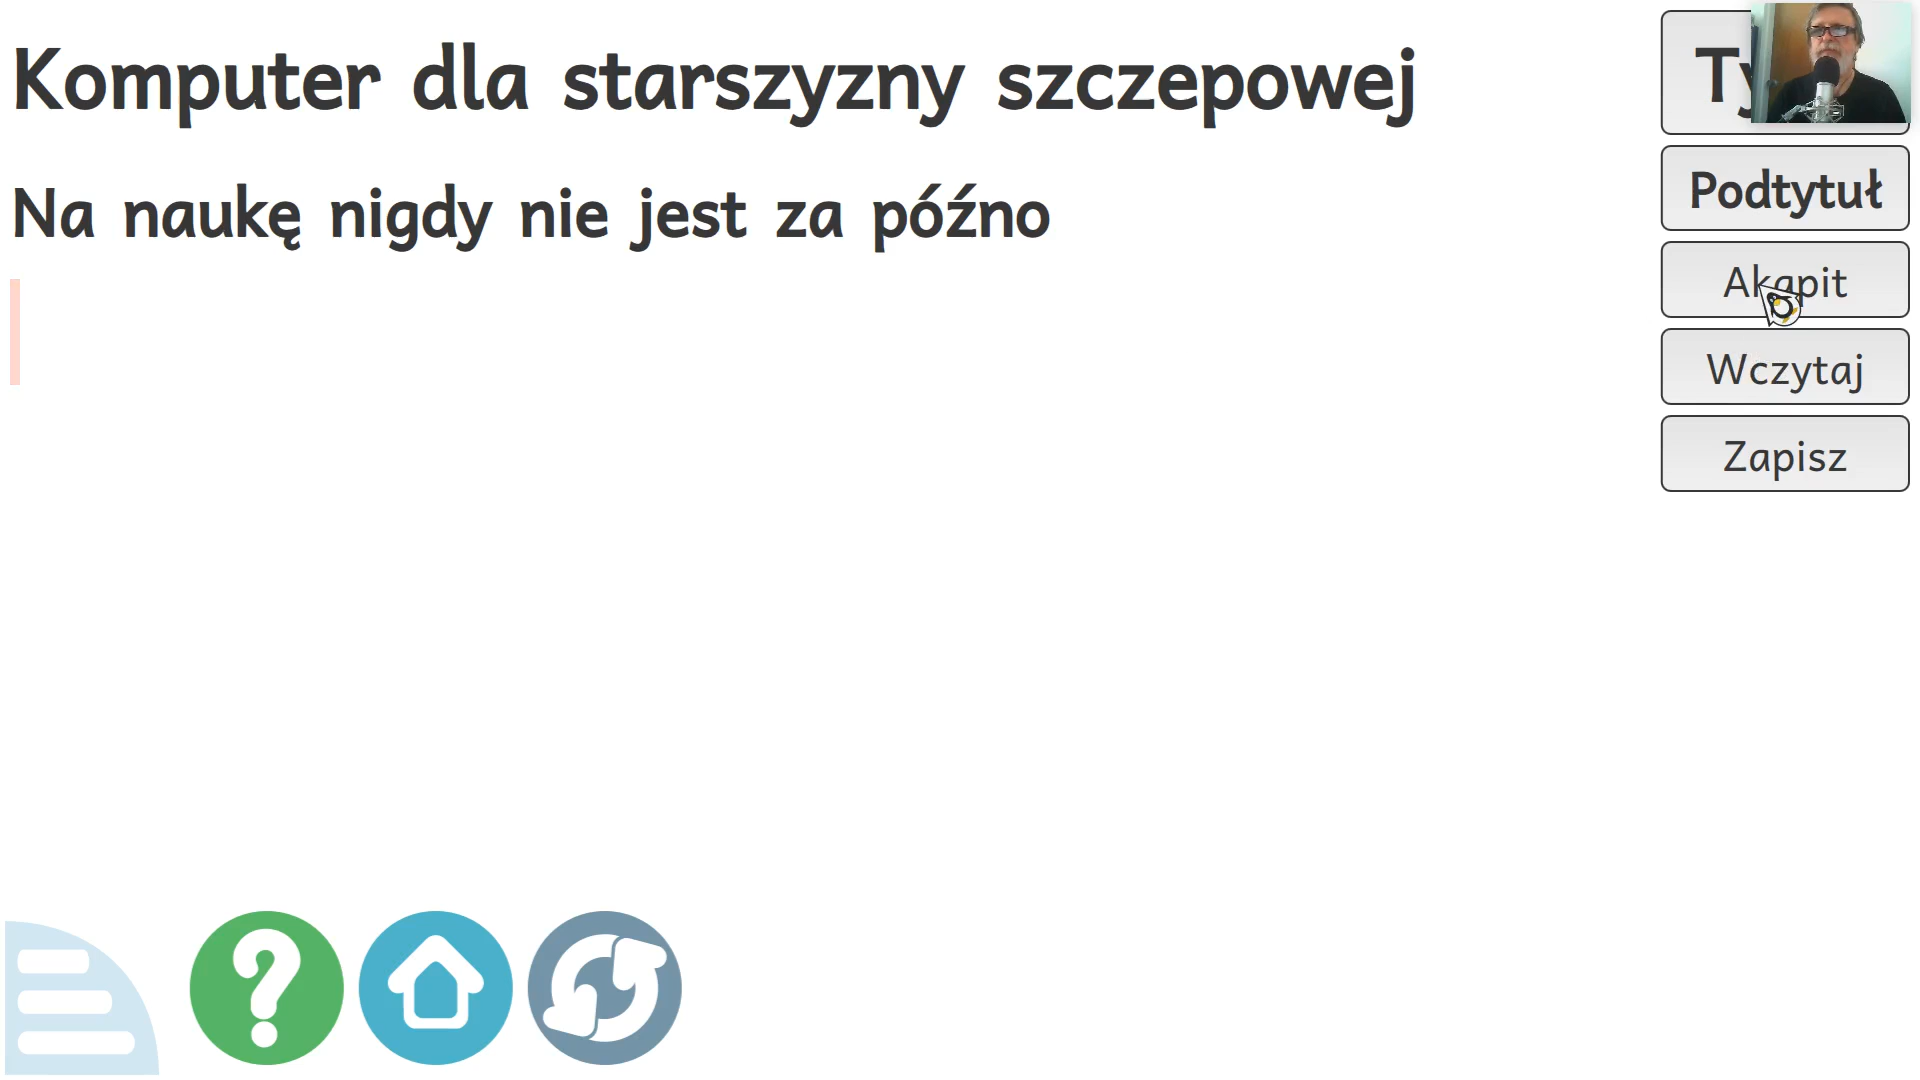 Komputer dla starszyzny szczepowej
Na naukę nigdy nie jest za późno
Podtytuł
Akapit
Wczytaj
Zapisz